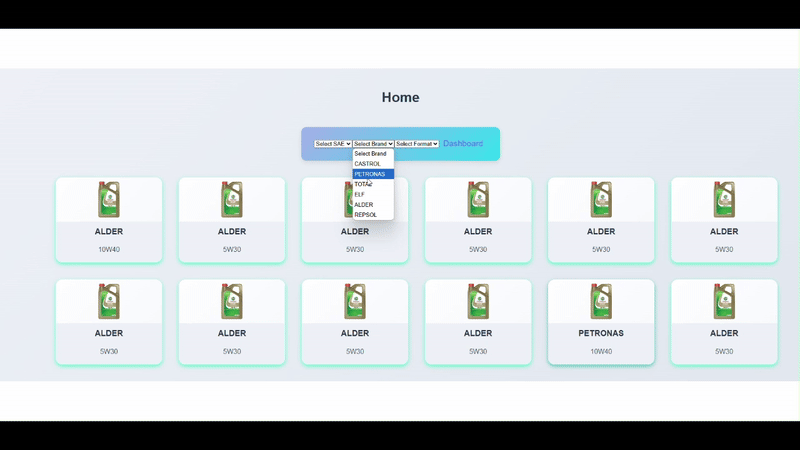 Home
Select SAE Select Brand Select Format Dashboard
Select Brand
CASTROL
PETRONAS
TOTAL
ELF
ALDER
REPSOL
ALDER ALDER ALDER ALDER ALDER ALDER
10W40 5W30 5W30 5W30 5W30 5W30
ALDER ALDER ALDER ALDER PETRONAS ALDER
5W30 5W30 5W30 5W30 10W40 5W30